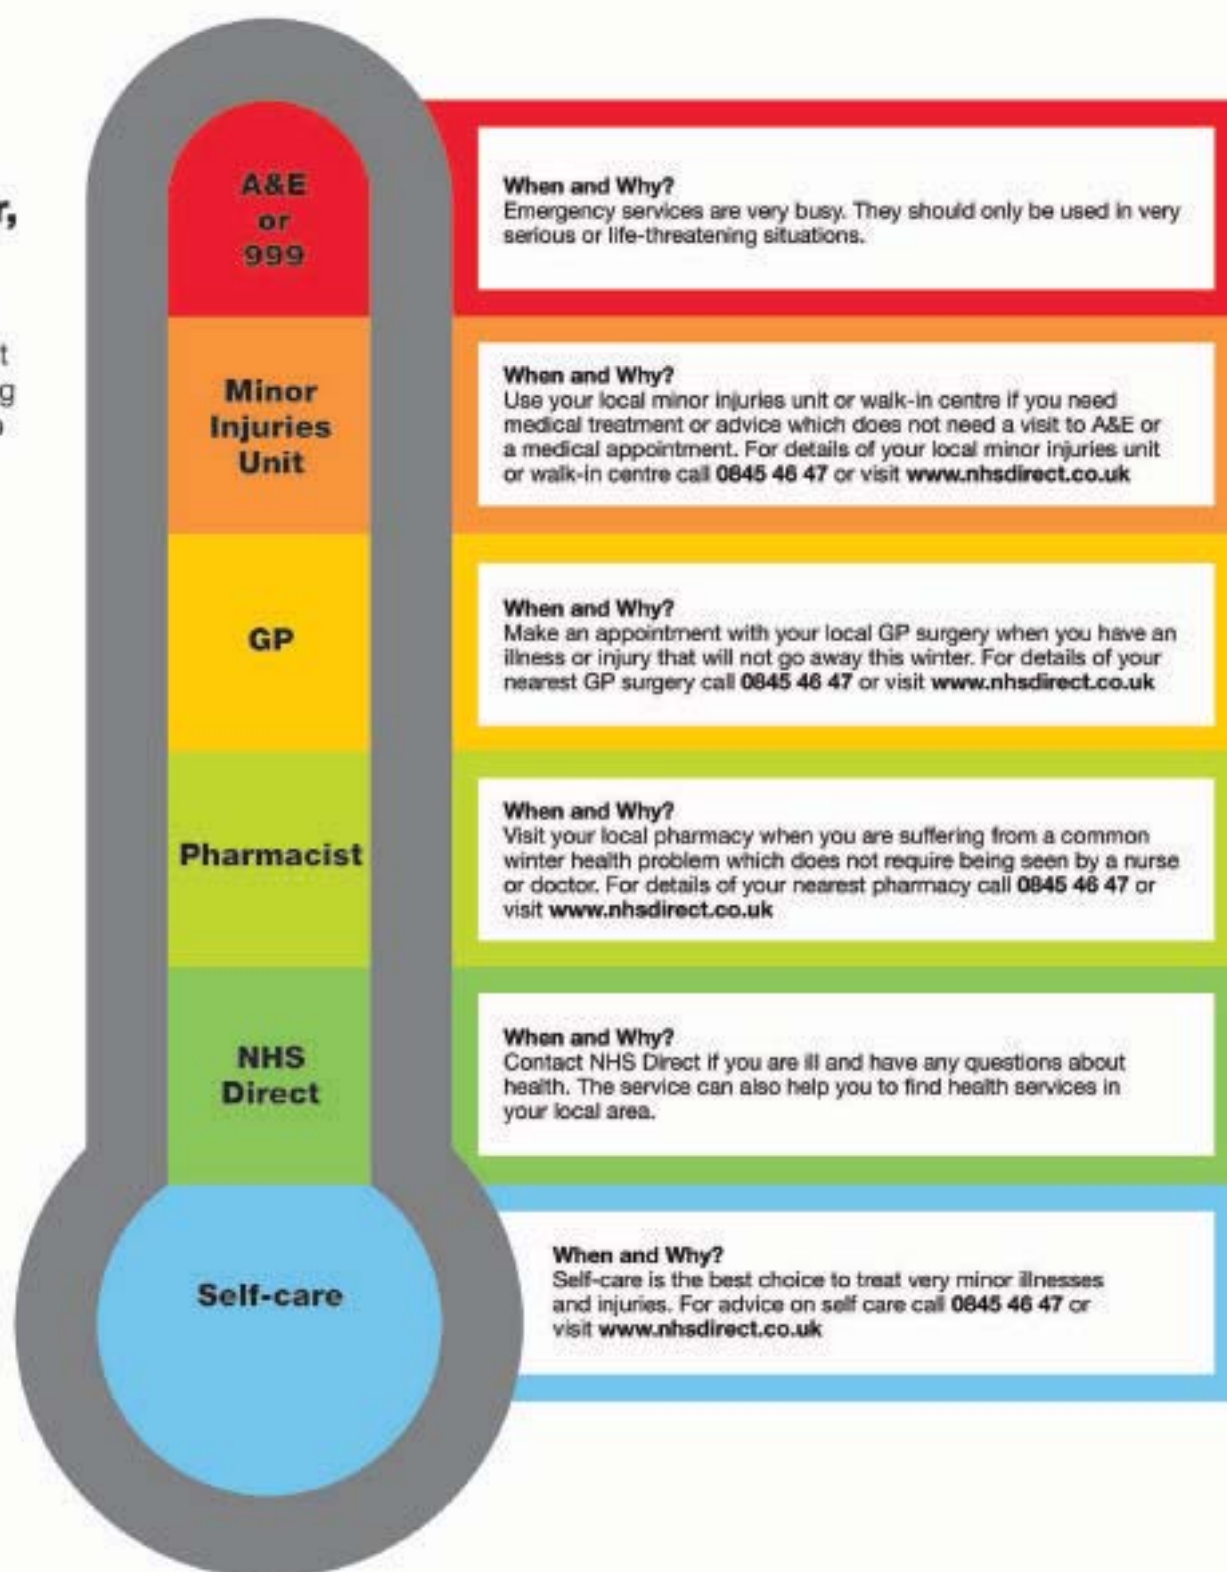 r,
t
g
A&E
or
999
When and Why?
Emergency services are very busy. They should only be used in very
serious or life-threatening situations.
Minor
Injuries
Unit
When and Why?
Use your local minor injuries unit or walk-in centre if you need
medical treatment or advice which does not need a visit to A&E or
a medical appointment. For details of your local minor injuries unit
or walk-in centre call 0845 46 47 or visit www.nhsdirect.co.uk
GP
When and Why?
Make an appointment with your local GP surgery when you have an
illness or injury that will not go away this winter. For details of your
nearest GP surgery call 0845 46 47 or visit www.nhsdirect.co.uk
Pharmacist
When and Why?
Visit your local pharmacy when you are suffering from a common
winter health problem which does not require being seen by a nurse
or doctor. For details of your nearest pharmacy call 0845 46 47 or
visit www.nhsdirect.co.uk
NHS
Direct
When and Why?
Contact NHS Direct if you are ill and have any questions about
health. The service can also help you to find health services in
your local area.
Self-care
When and Why?
Self-care is the best choice to treat very minor illnesses
and injuries. For advice on self care call 0845 46 47 or
visit www.nhsdirect.co.uk